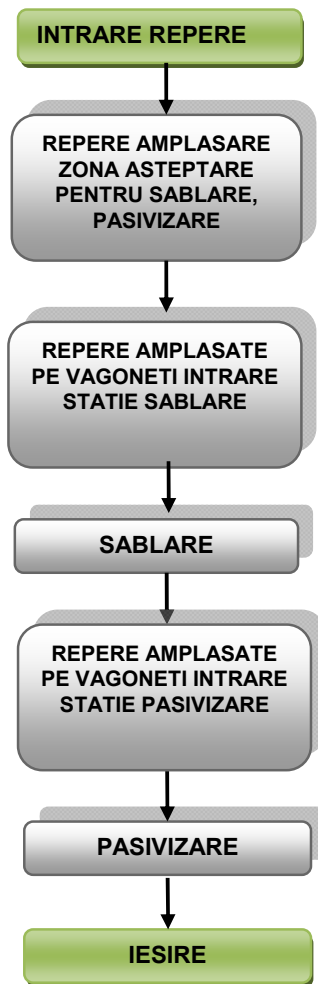 INTRARE REPERE
REPERE AMPLASARE
ZONA ASTEPTARE
PENTRU SABLARE,
PASIVIZARE
REPERE AMPLASATE
PE VAGONETI INTRARE
STATIE SABLARE
SABLARE
REPERE AMPLASATE
PE VAGONETI INTRARE
STATIE PASIVIZARE
PASIVIZARE
IESIRE